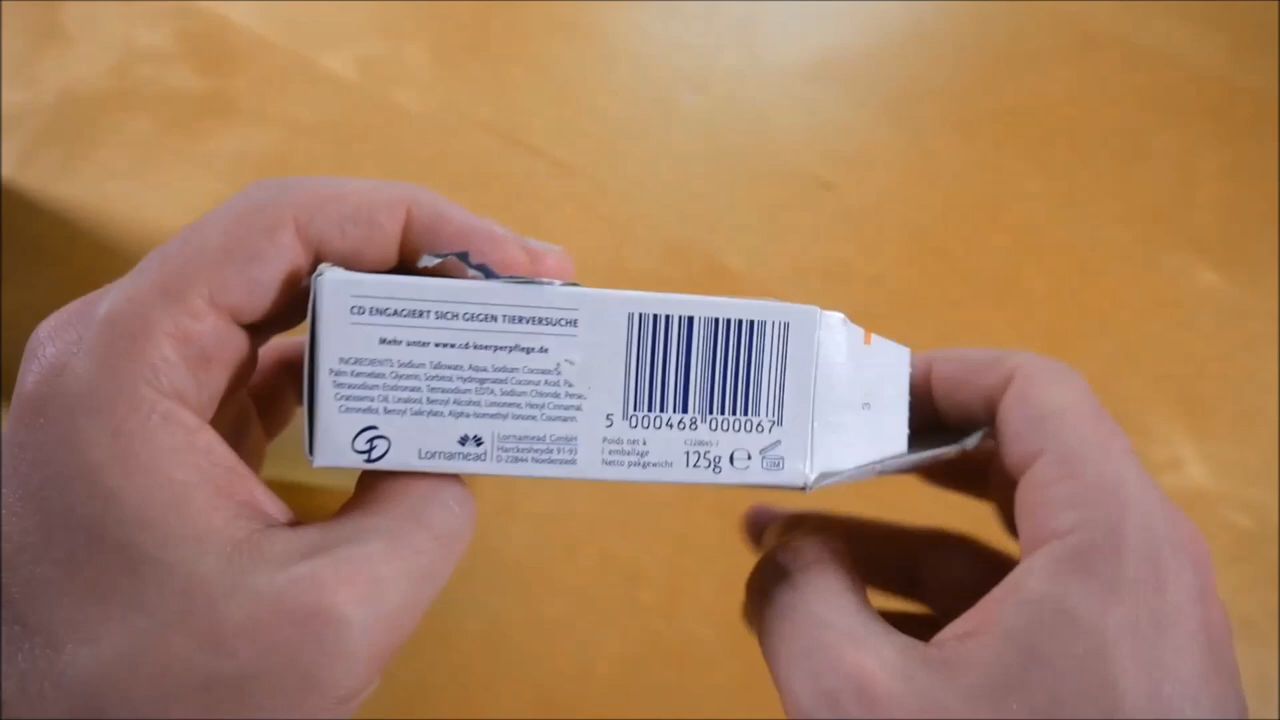 CD ENGAGIERT SICH GEGEN TIERVERSUCHE
Mehr unter www.cd-koerperpflege.de
INGREDIENTS: Sodium Tallowate, Aqua, Sodium Cocoate,
Palm Kernelate, Glycerin, Sorbitol, Hydrogenated Coconut Acid,
Tetrasodium Etidronate, Tetrasodium EDTA, Sodium Chloride,
Gratissima Oil, Linalool, Benzyl Alcohol, Limonene, Hexyl Cinnamal,
Citronellol, Benzyl Salicylate, Alpha-Isomethyl Ionone, Coumarin
CD
Lornamead
Lornamead GmbH
Harckesheyde 91-93
D-22844 Norderstedt
5 000468 000067
Poids net à
l'emballage
Netto pakgewicht
125g ℮
12M
3